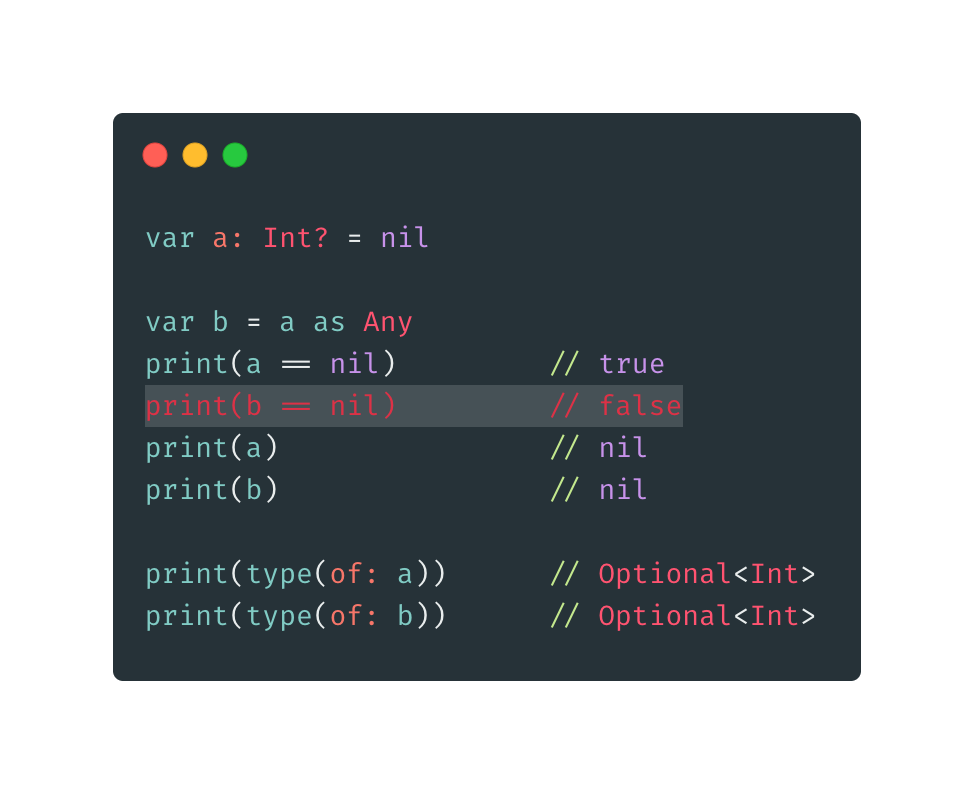 var a: Int? = nil
var b = a as Any
print(a == nil) // true
print(b == nil) // false
print(a) // nil
print(b) // nil
print(type(of: a)) // Optional<Int>
print(type(of: b)) // Optional<Int>